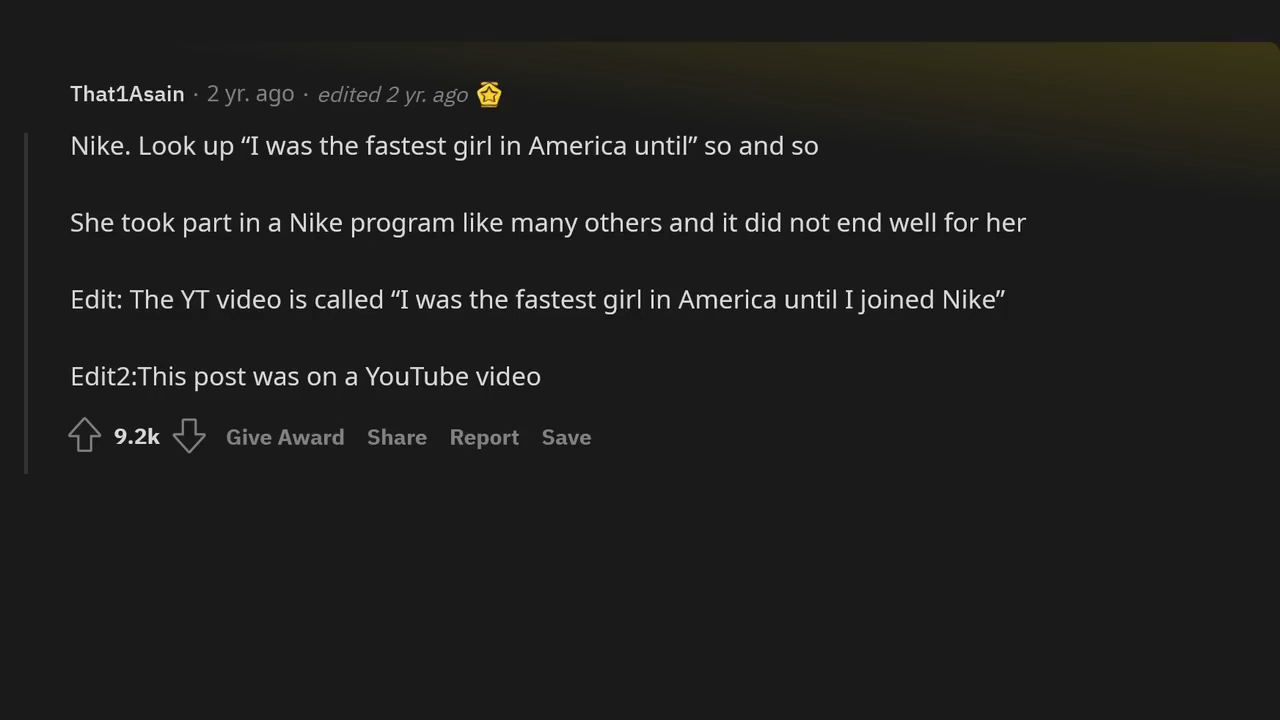 That1Asain · 2 yr. ago · edited 2 yr. ago
Nike. Look up “I was the fastest girl in America until” so and so
She took part in a Nike program like many others and it did not end well for her
Edit: The YT video is called “I was the fastest girl in America until I joined Nike”
Edit2:This post was on a YouTube video
9.2k Give Award Share Report Save